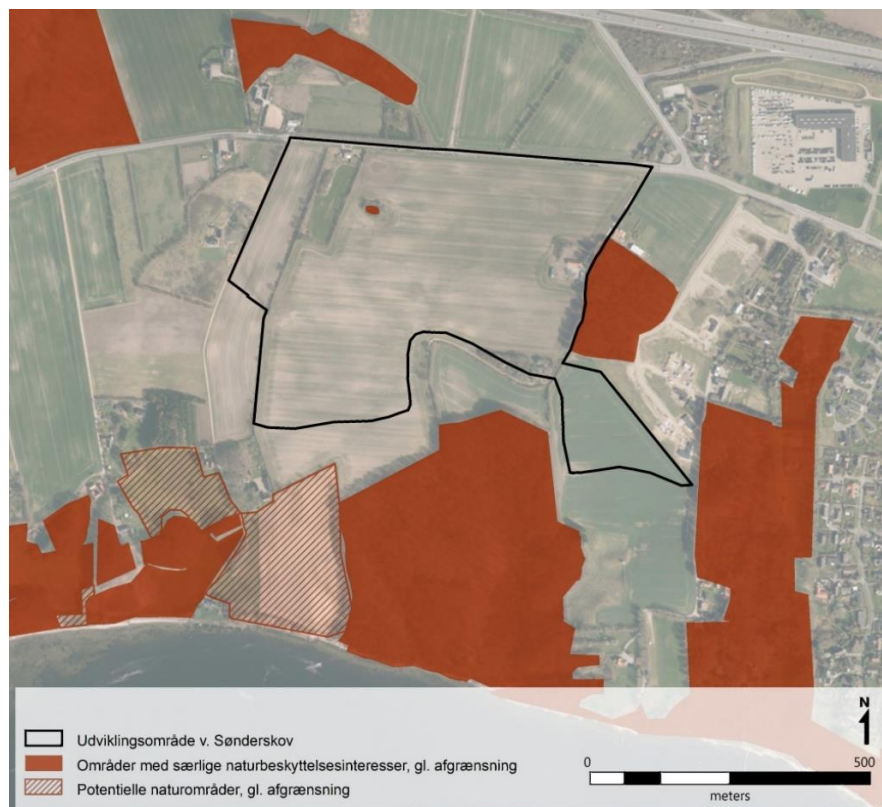 N
Udviklingsområde v. Sønderskov
Områder med særlige naturbeskyttelsesinteresser, gl. afgrænsning
Potentielle naturområder, gl. afgrænsning
0 500
meters